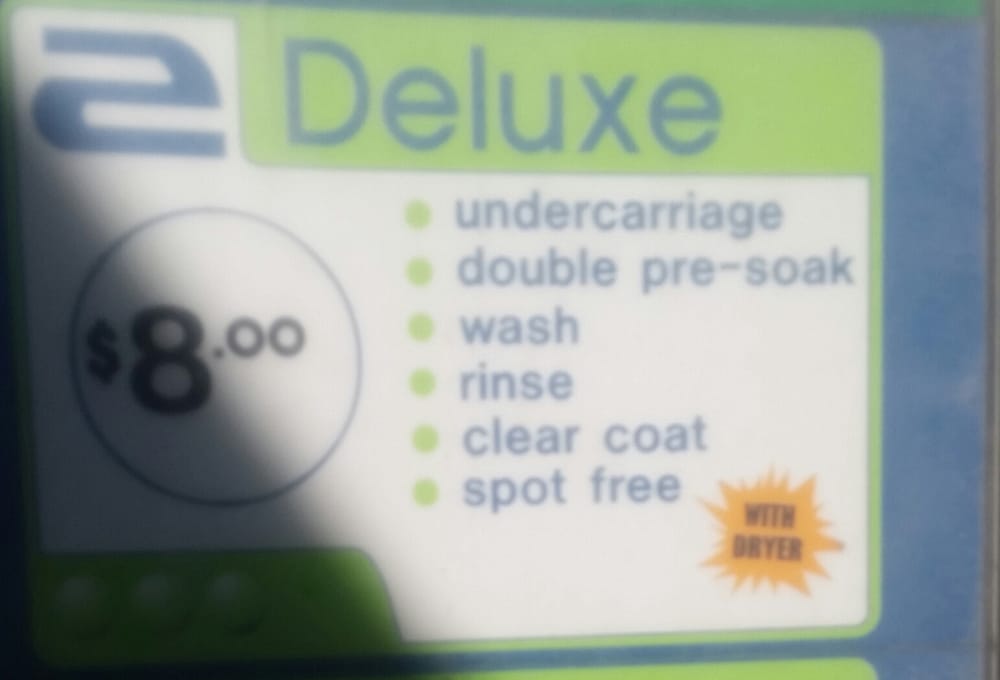 2 Deluxe
$8.00
undercarriage
double pre-soak
wash
rinse
clear coat
spot free
WITH
DRYER